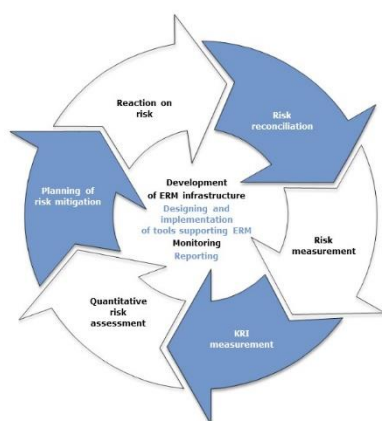 Reaction on
risk
Risk
reconciliation
Planning of
risk mitigation
Development
of ERM infrastructure
Designing and
implementation
of tools supporting ERM
Monitoring
Reporting
Risk
measurement
Quantitative
risk
assessment
KRI
measurement